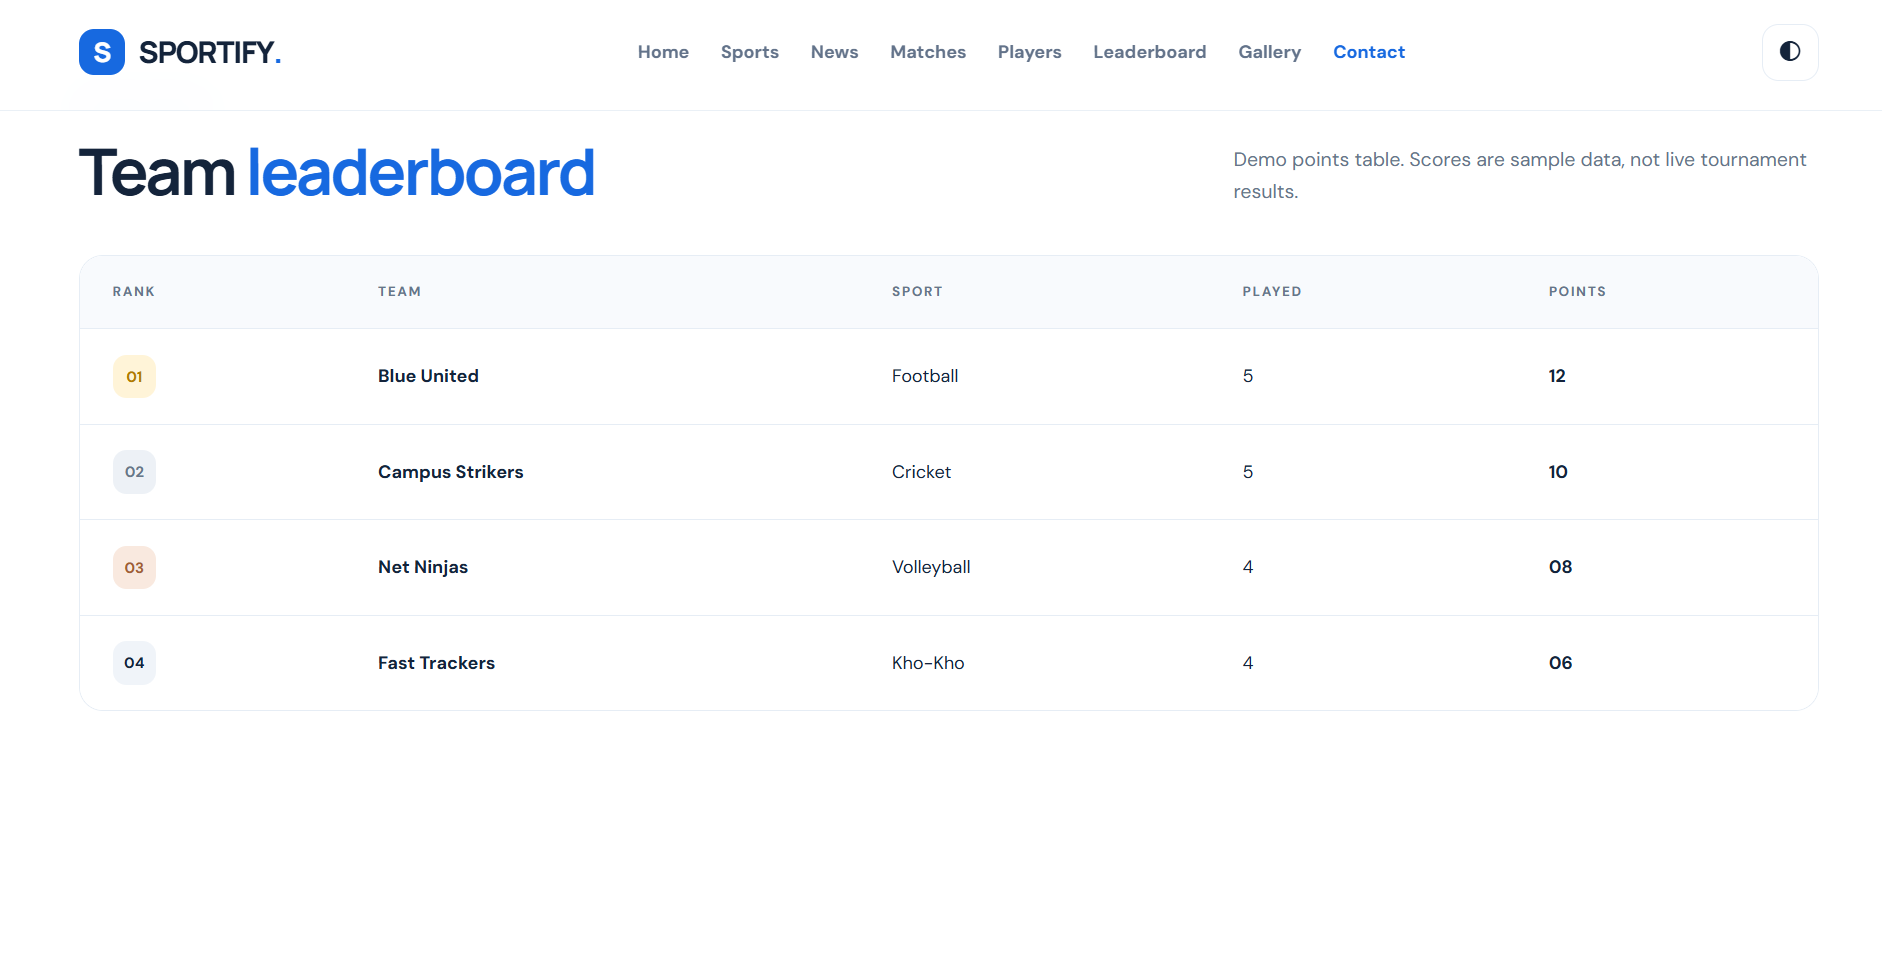 S SPORTIFY.
Home Sports News Matches Players Leaderboard Gallery Contact
Team leaderboard
Demo points table. Scores are sample data, not live tournament
results.
RANK TEAM SPORT PLAYED POINTS
01 Blue United Football 5 12
02 Campus Strikers Cricket 5 10
03 Net Ninjas Volleyball 4 08
04 Fast Trackers Kho-Kho 4 06